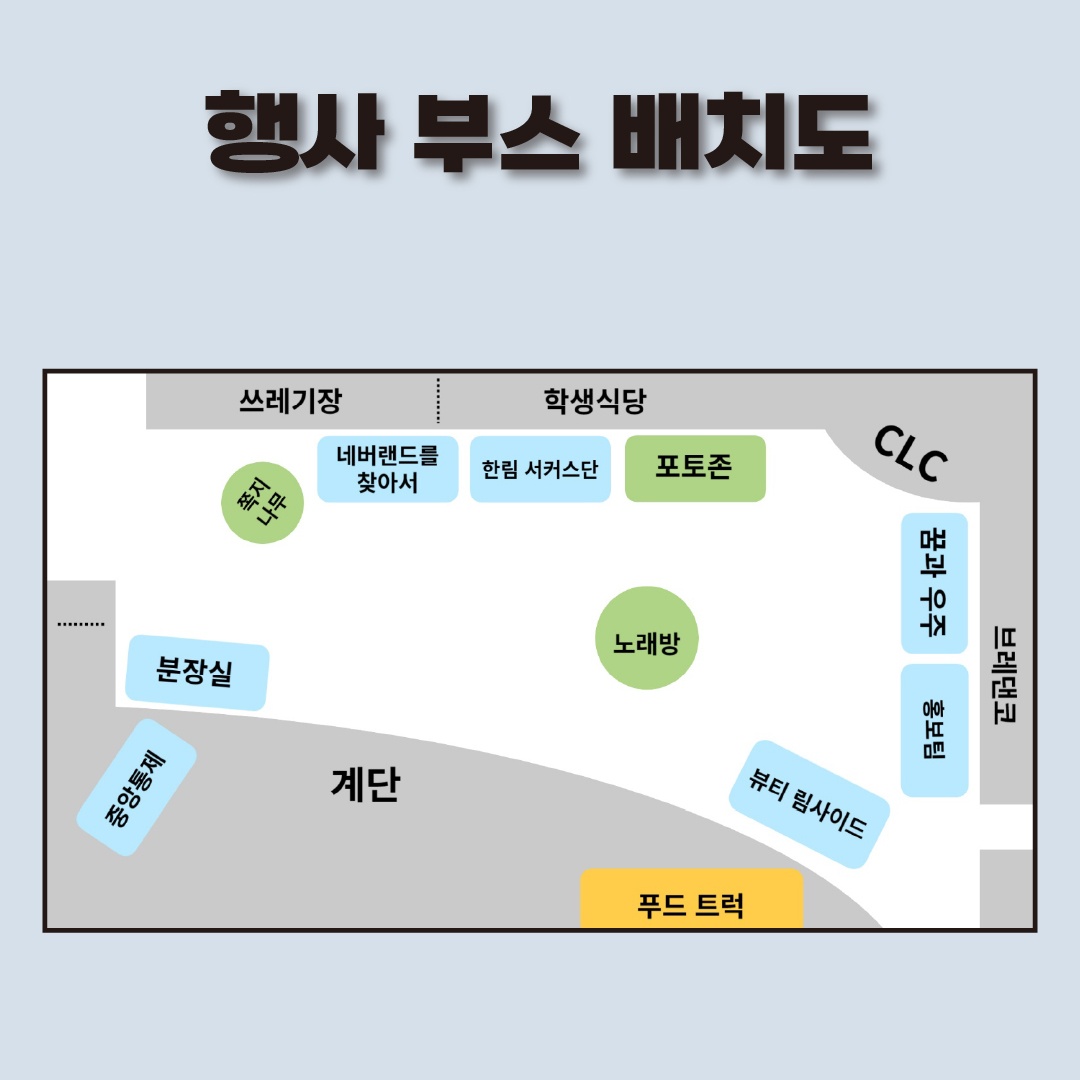 행사 부스 배치도
쓰레기장
학생식당
CLC
네버랜드를
찾아서
한림 서커스단
포토존
쪽지
나무
꿈과 우주
노래방
브레댄코
분장실
홍보팀
중앙통제
계단
뷰티 림사이드
푸드 트럭